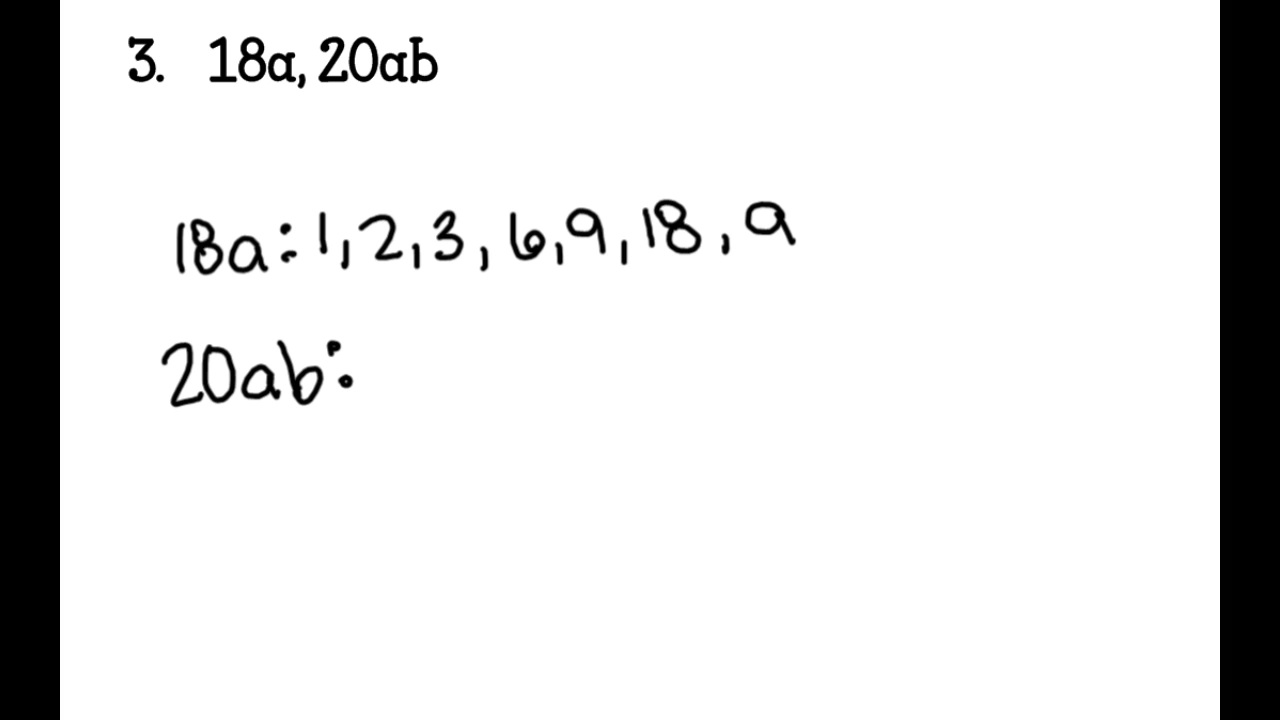 3. 18a, 20ab
18a: 1, 2, 3, 6, 9, 18, a
20ab: